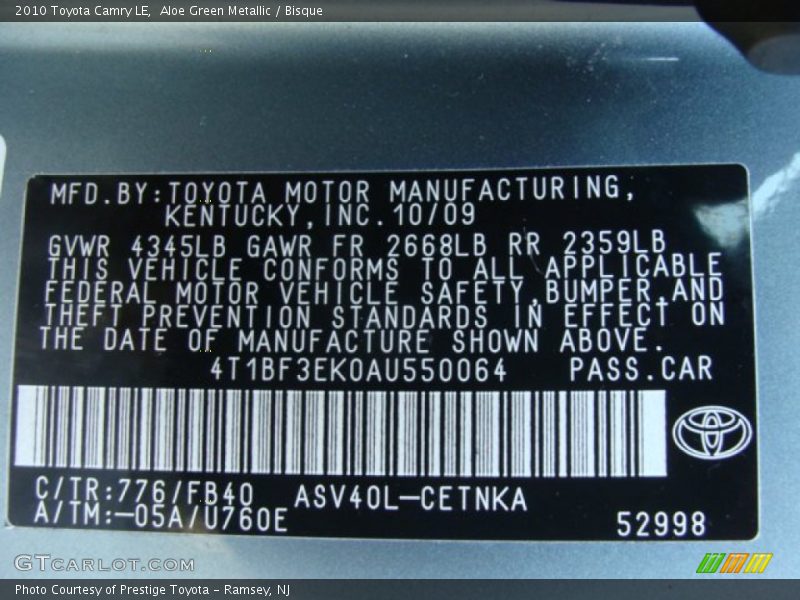 2010 Toyota Camry LE,  Aloe Green Metallic / Bisque
MFD.BY:TOYOTA MOTOR MANUFACTURING,
KENTUCKY,INC.10/09
GVWR 4345LB GAWR FR 2668LB RR 2359LB
THIS VEHICLE CONFORMS TO ALL APPLICABLE
FEDERAL MOTOR VEHICLE SAFETY,BUMPER,AND
THEFT PREVENTION STANDARDS IN EFFECT ON
THE DATE OF MANUFACTURE SHOWN ABOVE.
4T1BF3EK0AU550064 PASS.CAR
C/TR:776/FB40 ASV40L-CETNKA
A/TM:-05A/U760E
52998
GTCARLOT.COM
Photo Courtesy of Prestige Toyota - Ramsey, NJ